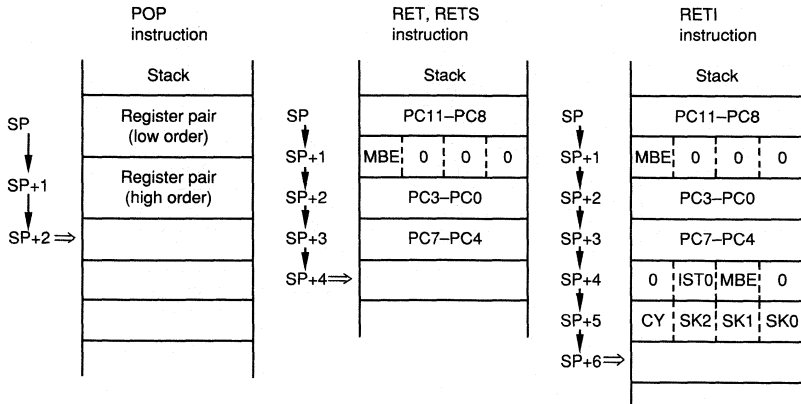 POP
instruction
Stack
SP
Register pair
(low order)
SP+1
Register pair
(high order)
SP+2⇒
RET, RETS
instruction
Stack
SP
PC11–PC8
SP+1
MBE 0 0 0
SP+2
PC3–PC0
SP+3
PC7–PC4
SP+4⇒
RETI
instruction
Stack
SP
PC11–PC8
SP+1
MBE 0 0 0
SP+2
PC3–PC0
SP+3
PC7–PC4
SP+4
0 IST0 MBE 0
SP+5
CY SK2 SK1 SK0
SP+6⇒